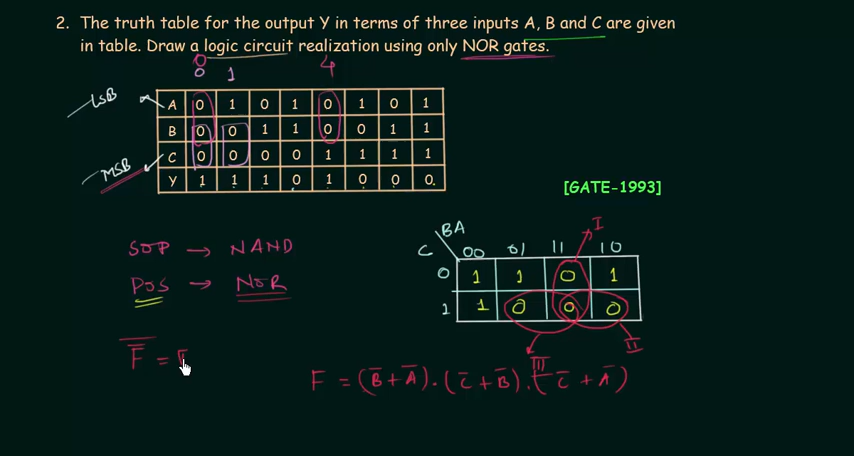 2. The truth table for the output Y in terms of three inputs A, B and C are given
in table. Draw a logic circuit realization using only NOR gates.
0
0 1 4
LSB A 0 1 0 1 0 1 0 1
B 0 0 1 1 0 0 1 1
MSB C 0 0 0 0 1 1 1 1
Y 1 1 1 0 1 0 0 0
[GATE-1993]
SOP → NAND
POS → NOR
BA
C 00 01 11 10 I
0 1 1 0 1
1 1 0 0 0
III II
F̿ =
F = (B̅ + A̅) . (C̅ + B̅) . (C̅ + A̅)